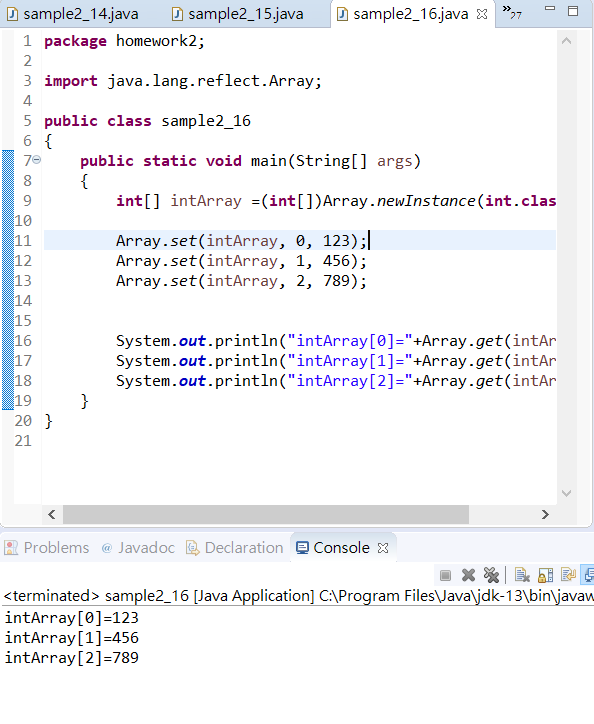 sample2_14.java sample2_15.java sample2_16.java »27
1 package homework2;
2
3 import java.lang.reflect.Array;
4
5 public class sample2_16
6 {
7 public static void main(String[] args)
8 {
9 int[] intArray =(int[])Array.newInstance(int.clas
10
11 Array.set(intArray, 0, 123);
12 Array.set(intArray, 1, 456);
13 Array.set(intArray, 2, 789);
14
15
16 System.out.println("intArray[0]="+Array.get(intAr
17 System.out.println("intArray[1]="+Array.get(intAr
18 System.out.println("intArray[2]="+Array.get(intAr
19 }
20 }
21
Problems @ Javadoc Declaration Console
<terminated> sample2_16 [Java Application] C:\Program Files\Java\jdk-13\bin\javaw
intArray[0]=123
intArray[1]=456
intArray[2]=789